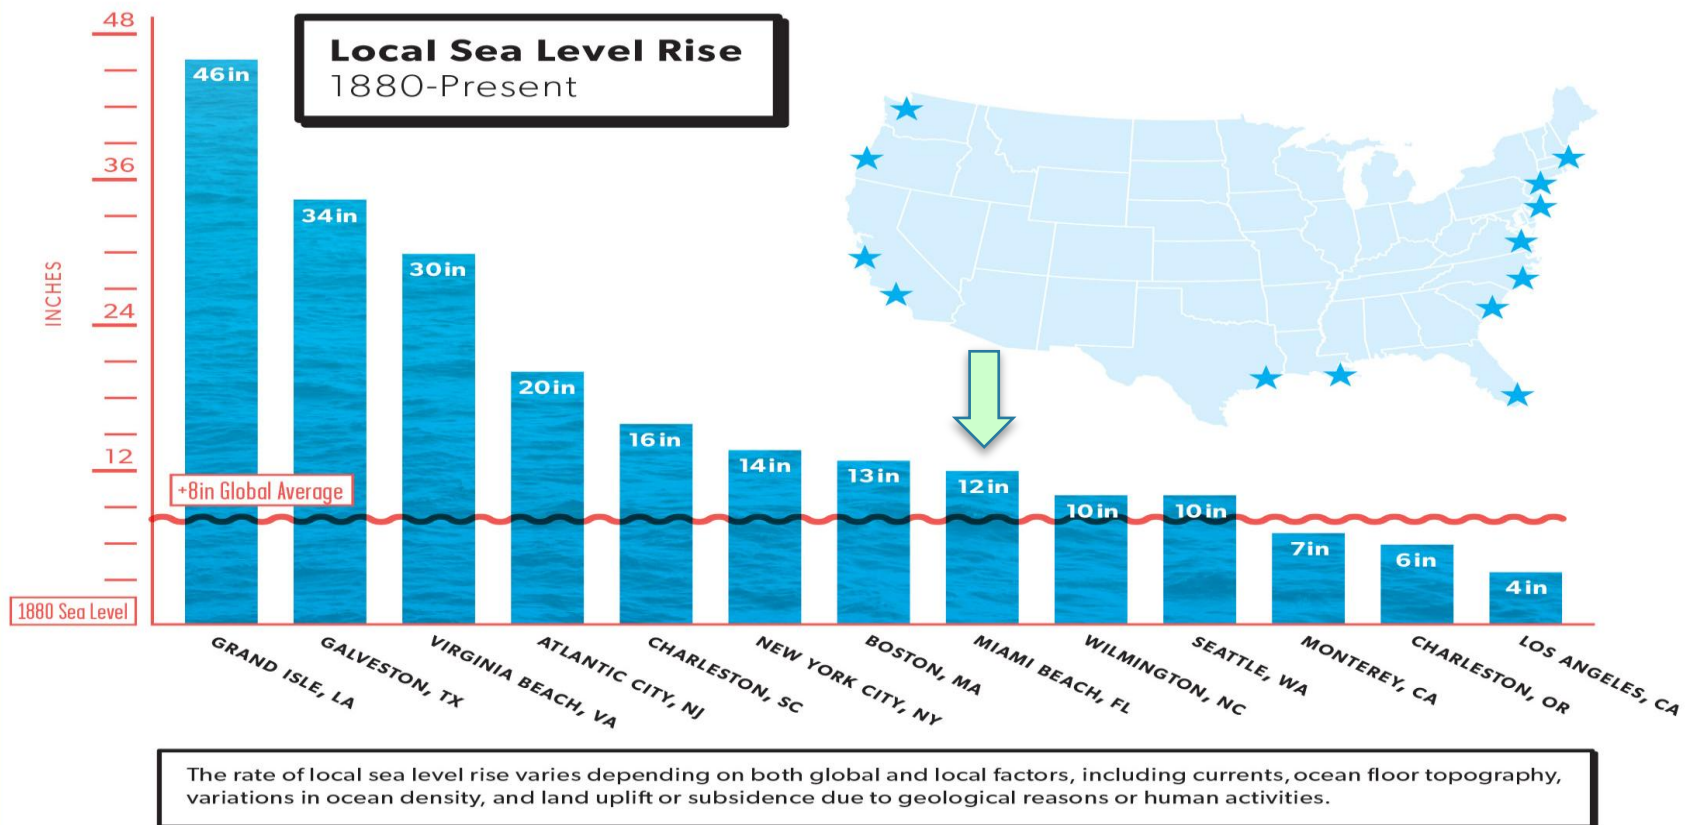 Local Sea Level Rise
1880-Present
INCHES
48
36
24
12
1880 Sea Level
+8in Global Average
46in
34in
30in
20in
16in
14in
13in
12in
10in
10in
7in
6in
4in
GRAND ISLE, LA
GALVESTON, TX
VIRGINIA BEACH, VA
ATLANTIC CITY, NJ
CHARLESTON, SC
NEW YORK CITY, NY
BOSTON, MA
MIAMI BEACH, FL
WILMINGTON, NC
SEATTLE, WA
MONTEREY, CA
CHARLESTON, OR
LOS ANGELES, CA
The rate of local sea level rise varies depending on both global and local factors, including currents, ocean floor topography,
variations in ocean density, and land uplift or subsidence due to geological reasons or human activities.